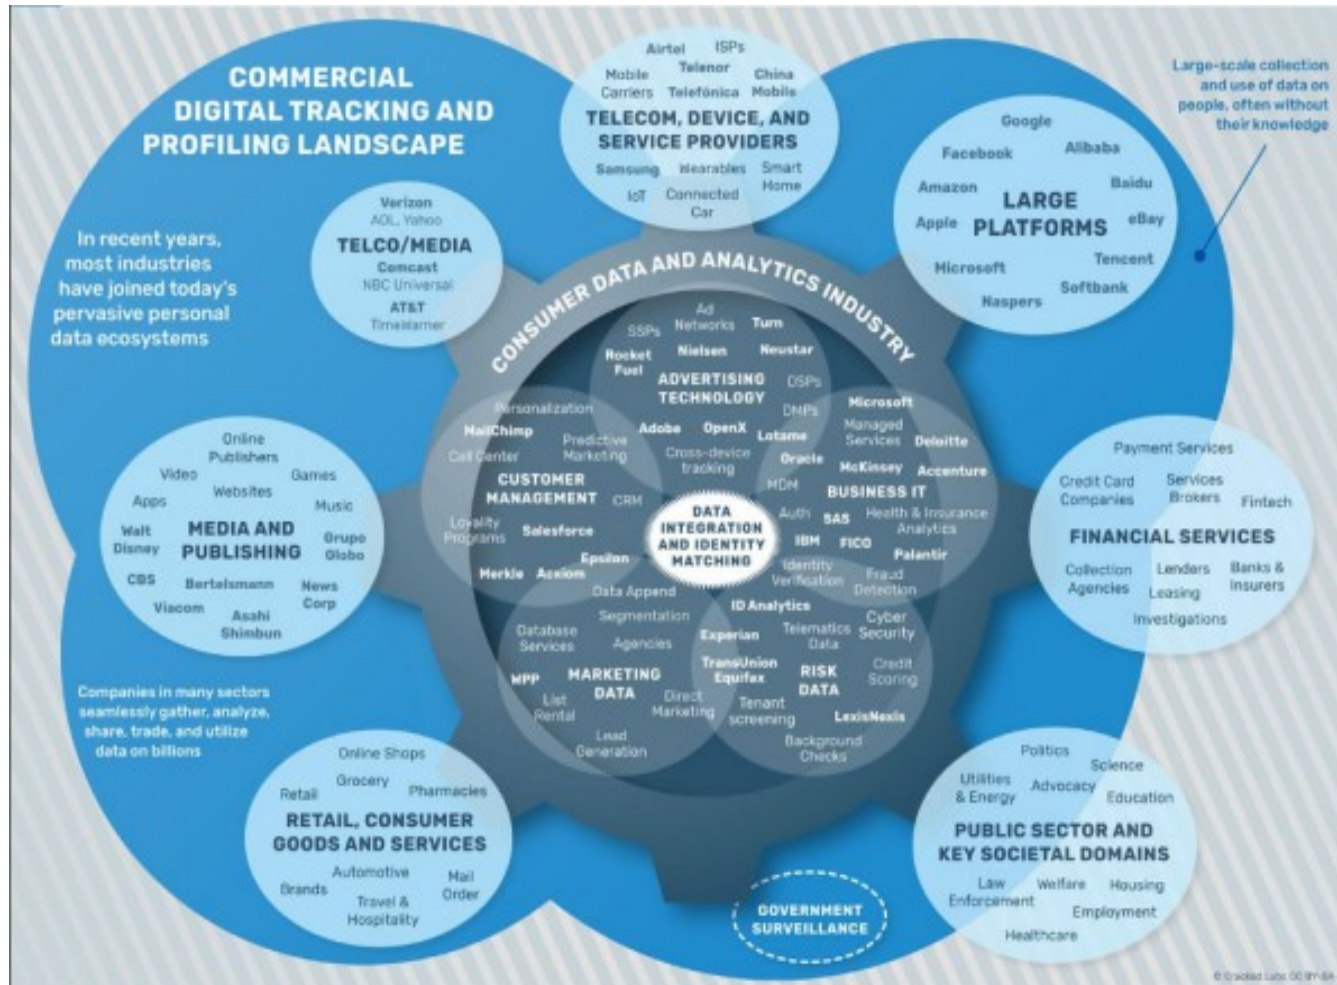 COMMERCIAL
DIGITAL TRACKING AND
PROFILING LANDSCAPE
In recent years,
most industries
have joined today's
pervasive personal
data ecosystems
Large-scale collection
and use of data on
people, often without
their knowledge
Airtel ISPs
Telenor
Mobile Carriers
Telefónica
China Mobile
TELECOM, DEVICE, AND
SERVICE PROVIDERS
Samsung Wearables
Smart Home
IoT
Connected Car
Google
Facebook Alibaba
Amazon Baidu
LARGE
PLATFORMS
Apple eBay
Microsoft Tencent
Naspers Softbank
Verizon
AOL, Yahoo
TELCO/MEDIA
Comcast
NBC Universal
AT&T
TimeWarner
CONSUMER DATA AND ANALYTICS INDUSTRY
Ad
Networks
SSPs Turn
Rocket
Fuel
Nielsen Neustar
ADVERTISING
TECHNOLOGY
DSPs
DMPs
Adobe OpenX Lotame
Cross-device
tracking
Personalization
MailChimp
Call Center
Predictive
Marketing
CUSTOMER
MANAGEMENT
CRM
Loyality
Programs
Salesforce
Epsilon
Merkle Acxiom
Microsoft
Managed
Services
Deloitte
Oracle McKinsey Accenture
MDM
BUSINESS IT
Auth SAS
Health & Insurance
Analytics
IBM FICO Palantir
DATA
INTEGRATION
AND IDENTITY
MATCHING
Identity
Verification
Fraud
Detection
Data Append
Segmentation
Database
Services
Agencies
WPP
MARKETING
DATA
List
Rental
Direct
Marketing
Lead
Generation
ID Analytics
Experian
Telematics
Data
Cyber
Security
TransUnion
Equifax
RISK
DATA
Credit
Scoring
Tenant
screening
LexisNexis
Background
Checks
Online
Publishers
Video Games
Websites
Apps Music
MEDIA AND
PUBLISHING
Walt
Disney
Grupo
Globo
CBS Bertelsmann
News
Corp
Viacom
Asahi
Shimbun
Payment Services
Credit Card
Companies
Services
Brokers
Fintech
FINANCIAL SERVICES
Collection
Agencies
Lenders
Leasing
Banks &
Insurers
Investigations
Companies in many sectors
seamlessly gather, analyze,
share, trade, and utilize
data on billions
Online Shops
Grocery
Retail Pharmacies
RETAIL, CONSUMER
GOODS AND SERVICES
Automotive
Brands
Mail
Order
Travel &
Hospitality
Politics
Science
Utilities
& Energy
Advocacy
Education
PUBLIC SECTOR AND
KEY SOCIETAL DOMAINS
Law
Enforcement
Welfare Housing
Employment
Healthcare
GOVERNMENT
SURVEILLANCE
© Cracked Labs CC BY-SA